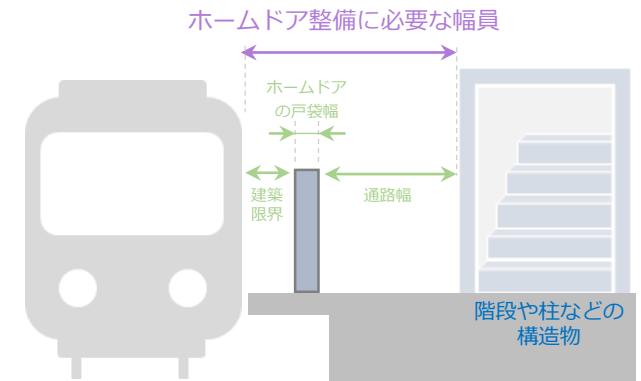 ホームドア整備に必要な幅員
ホームドア
の戸袋幅
建築
限界
通路幅
階段や柱などの
構造物